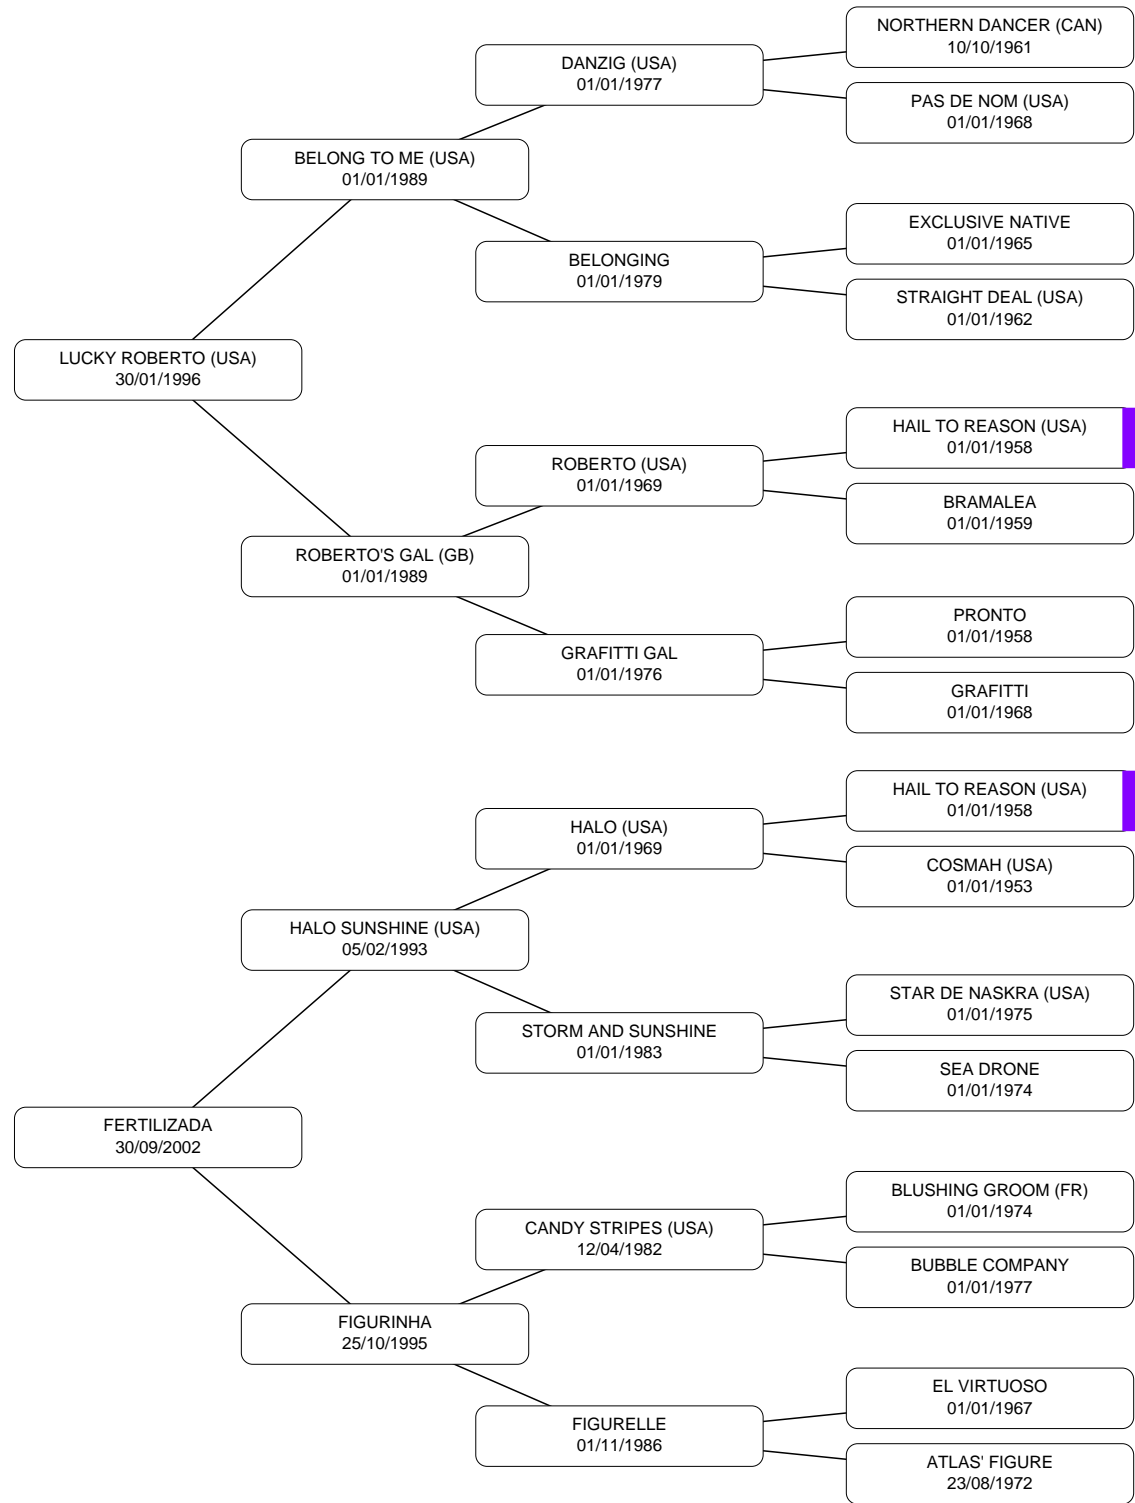 NORTHERN DANCER (CAN)
10/10/1961
DANZIG (USA)
01/01/1977
PAS DE NOM (USA)
01/01/1968
BELONG TO ME (USA)
01/01/1989
EXCLUSIVE NATIVE
01/01/1965
BELONGING
01/01/1979
STRAIGHT DEAL (USA)
01/01/1962
LUCKY ROBERTO (USA)
30/01/1996
HAIL TO REASON (USA)
01/01/1958
ROBERTO (USA)
01/01/1969
BRAMALEA
01/01/1959
ROBERTO'S GAL (GB)
01/01/1989
PRONTO
01/01/1958
GRAFITTI GAL
01/01/1976
GRAFITTI
01/01/1968
HAIL TO REASON (USA)
01/01/1958
HALO (USA)
01/01/1969
COSMAH (USA)
01/01/1953
HALO SUNSHINE (USA)
05/02/1993
STAR DE NASKRA (USA)
01/01/1975
STORM AND SUNSHINE
01/01/1983
SEA DRONE
01/01/1974
FERTILIZADA
30/09/2002
BLUSHING GROOM (FR)
01/01/1974
CANDY STRIPES (USA)
12/04/1982
BUBBLE COMPANY
01/01/1977
FIGURINHA
25/10/1995
EL VIRTUOSO
01/01/1967
FIGURELLE
01/11/1986
ATLAS' FIGURE
23/08/1972